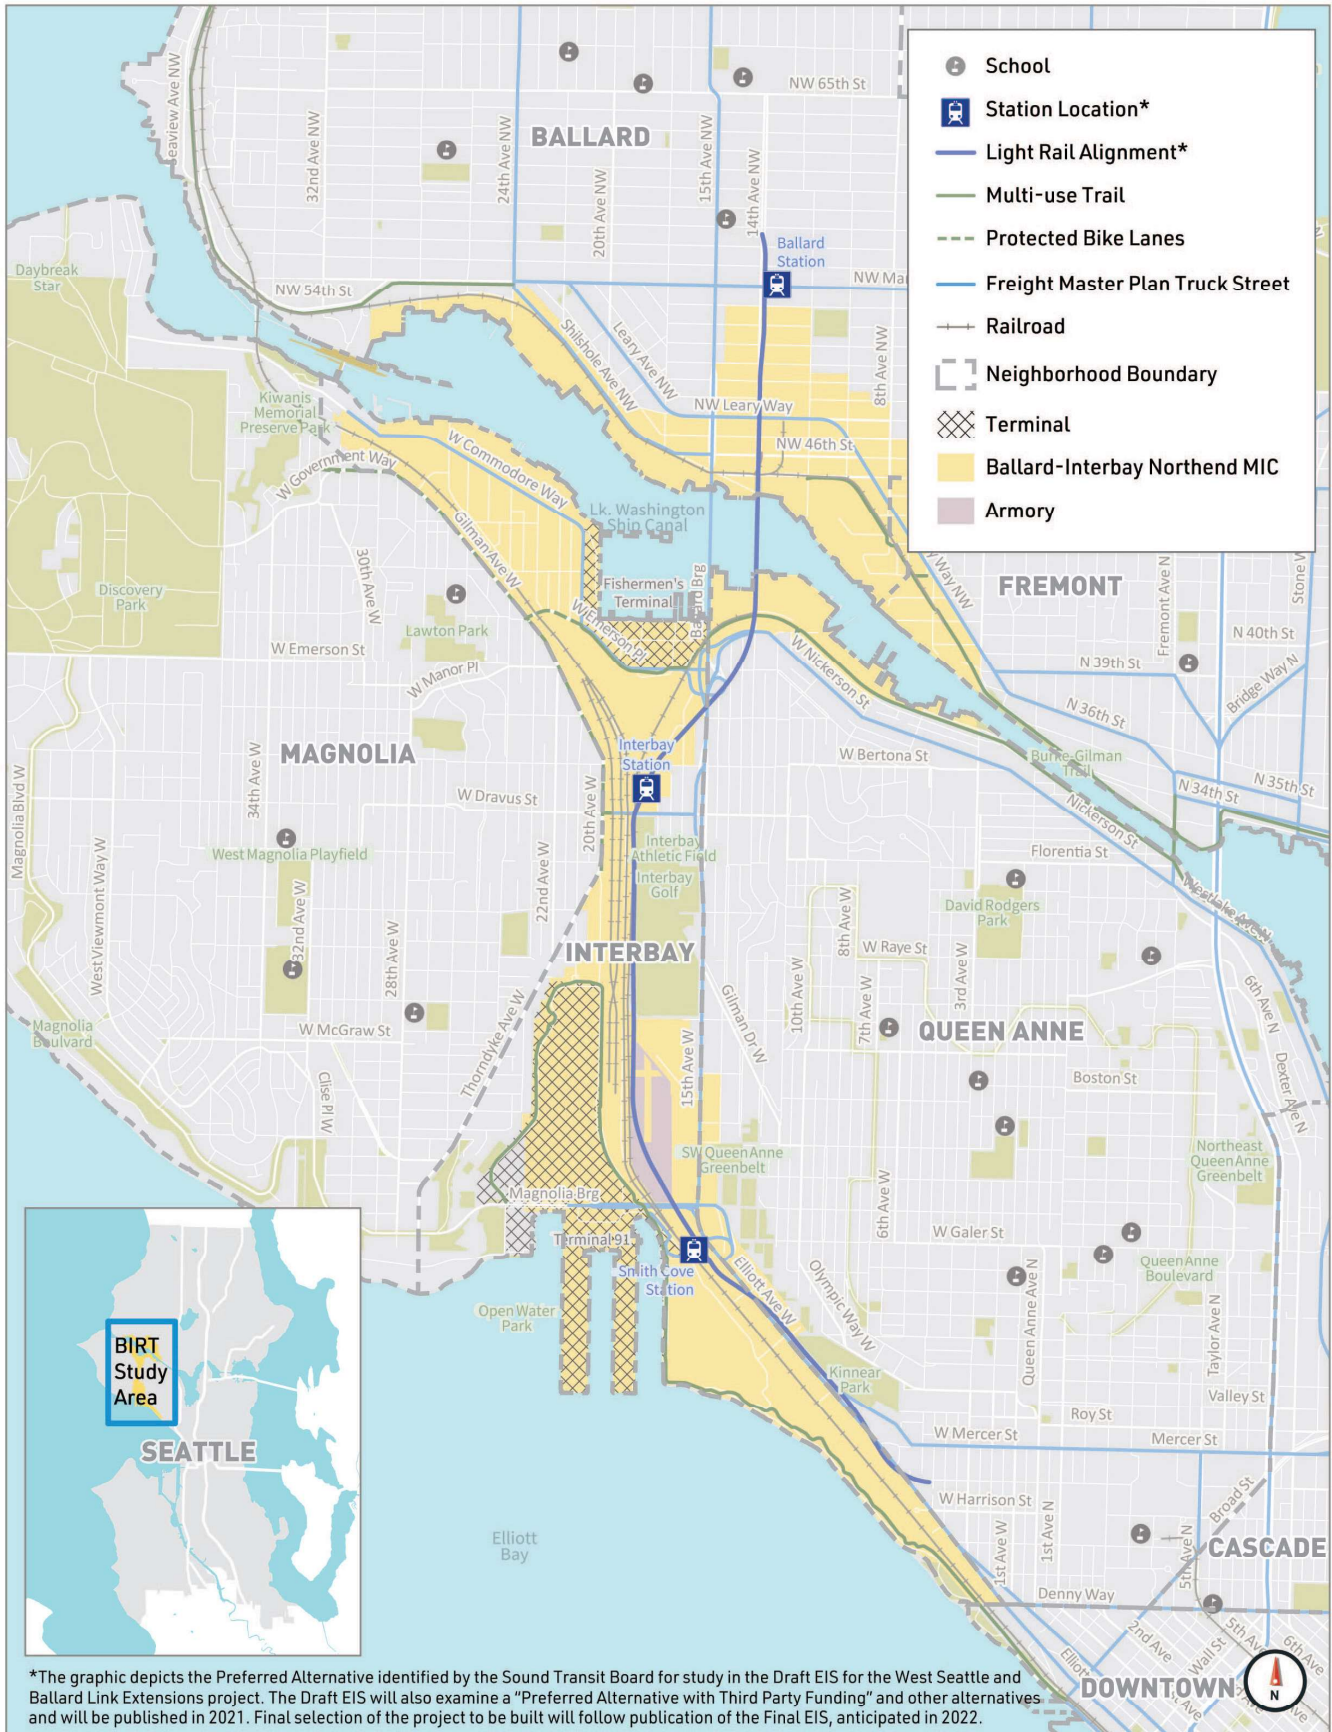 School
Station Location*
Light Rail Alignment*
Multi-use Trail
Protected Bike Lanes
Freight Master Plan Truck Street
Railroad
Neighborhood Boundary
Terminal
Ballard-Interbay Northend MIC
Armory
NW 65th St
BALLARD
32nd Ave NW
24th Ave NW
20th Ave NW
15th Ave NW
14th Ave NW
Ballard
Station
Daybreak
Star
NW 54th St
Shilshole Ave NW
Leary Ave NW
8th Ave NW
NW Leary Way
NW 46th St
Kiwanis
Memorial
Preserve Park
W Government Way
W Commodore Way
Lk. Washington
Ship Canal
Gilman Ave W
30th Ave W
Discovery
Park
Fishermen's
Terminal
Ballard Brg
W Emerson Pl
Lawton Park
W Emerson St
W Manor Pl
W Nickerson St
FREMONT
Fremont Ave N
N 40th St
N 39th St
Bridge Way N
N 36th St
N 35th St
N 34th St
Burke-Gilman
Trail
MAGNOLIA
Interbay
Station
W Bertona St
W Dravus St
20th Ave W
34th Ave W
Magnolia Blvd W
Nickerson St
Florentia St
West Magnolia Playfield
Interbay
Athletic Field
Interbay
Golf
22nd Ave W
32nd Ave W
28th Ave W
West Viewmont Way W
David Rodgers
Park
Westlake Ave N
8th Ave W
W Raye St
3rd Ave W
INTERBAY
10th Ave W
7th Ave W
6th Ave N
Gilman Dr W
QUEEN ANNE
Magnolia
Boulvard
W McGraw St
Thorndyke Ave W
Clise Pl W
15th Ave W
Boston St
Dexter Ave N
SW Queen Anne
Greenbelt
Northeast
Queen Anne
Greenbelt
6th Ave W
Magnolia Brg
W Galer St
Terminal 91
Smith Cove
Station
Elliott Ave W
Olympic Way W
Queen Anne Ave N
Queen Anne
Boulevard
Taylor Ave N
Open Water
Park
Kinnear
Park
Valley St
Roy St
W Mercer St
Mercer St
W Harrison St
Broad St
1st Ave W
1st Ave N
5th Ave N
CASCADE
Elliott
Bay
Denny Way
2nd Ave
Wall St
5th Ave
6th Ave
DOWNTOWN
N
BIRT
Study
Area
SEATTLE
*The graphic depicts the Preferred Alternative identified by the Sound Transit Board for study in the Draft EIS for the West Seattle and
Ballard Link Extensions project. The Draft EIS will also examine a "Preferred Alternative with Third Party Funding" and other alternatives
and will be published in 2021. Final selection of the project to be built will follow publication of the Final EIS, anticipated in 2022.